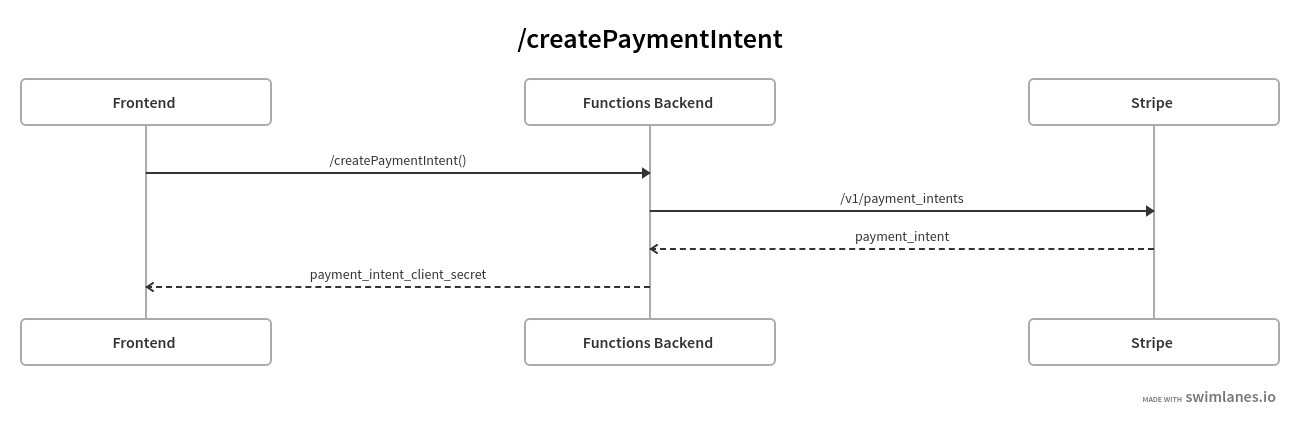 /createPaymentIntent
Frontend
Functions Backend
Stripe
/createPaymentIntent()
/v1/payment_intents
payment_intent
payment_intent_client_secret
Frontend
Functions Backend
Stripe
MADE WITH swimlanes.io